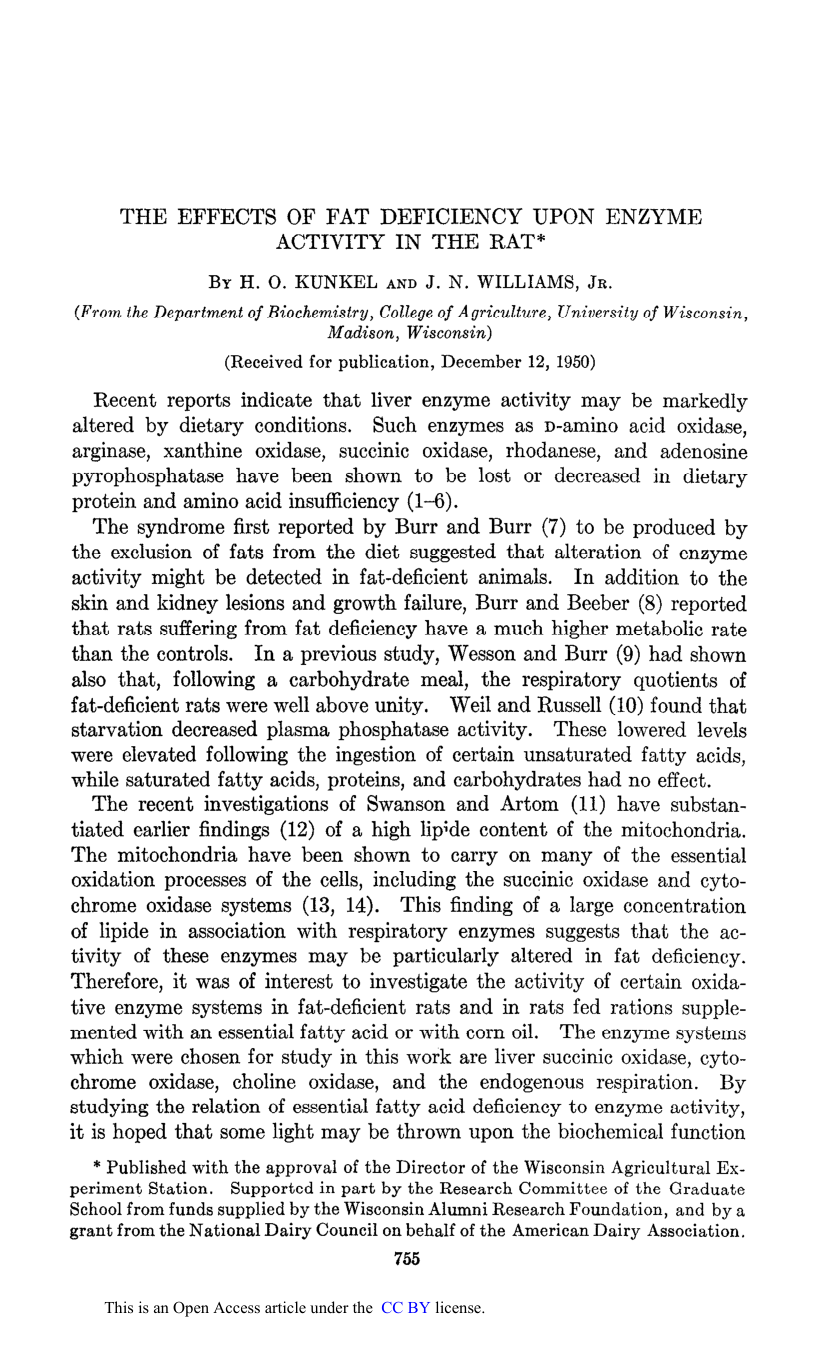 THE EFFECTS OF FAT DEFICIENCY UPON ENZYME
ACTIVITY IN THE RAT*
By H. O. KUNKEL AND J. N. WILLIAMS, JR.
(From the Department of Biochemistry, College of Agriculture, University of Wisconsin,
Madison, Wisconsin)
(Received for publication, December 12, 1950)
Recent reports indicate that liver enzyme activity may be markedly
altered by dietary conditions. Such enzymes as D-amino acid oxidase,
arginase, xanthine oxidase, succinic oxidase, rhodanese, and adenosine
pyrophosphatase have been shown to be lost or decreased in dietary
protein and amino acid insufficiency (1–6).
The syndrome first reported by Burr and Burr (7) to be produced by
the exclusion of fats from the diet suggested that alteration of enzyme
activity might be detected in fat-deficient animals. In addition to the
skin and kidney lesions and growth failure, Burr and Beeber (8) reported
that rats suffering from fat deficiency have a much higher metabolic rate
than the controls. In a previous study, Wesson and Burr (9) had shown
also that, following a carbohydrate meal, the respiratory quotients of
fat-deficient rats were well above unity. Weil and Russell (10) found that
starvation decreased plasma phosphatase activity. These lowered levels
were elevated following the ingestion of certain unsaturated fatty acids,
while saturated fatty acids, proteins, and carbohydrates had no effect.
The recent investigations of Swanson and Artom (11) have substan-
tiated earlier findings (12) of a high lipide content of the mitochondria.
The mitochondria have been shown to carry on many of the essential
oxidation processes of the cells, including the succinic oxidase and cyto-
chrome oxidase systems (13, 14). This finding of a large concentration
of lipide in association with respiratory enzymes suggests that the ac-
tivity of these enzymes may be particularly altered in fat deficiency.
Therefore, it was of interest to investigate the activity of certain oxida-
tive enzyme systems in fat-deficient rats and in rats fed rations supple-
mented with an essential fatty acid or with corn oil. The enzyme systems
which were chosen for study in this work are liver succinic oxidase, cyto-
chrome oxidase, choline oxidase, and the endogenous respiration. By
studying the relation of essential fatty acid deficiency to enzyme activity,
it is hoped that some light may be thrown upon the biochemical function
* Published with the approval of the Director of the Wisconsin Agricultural Ex-
periment Station. Supported in part by the Research Committee of the Graduate
School from funds supplied by the Wisconsin Alumni Research Foundation, and by a
grant from the National Dairy Council on behalf of the American Dairy Association.
755
This is an Open Access article under the CC BY license.